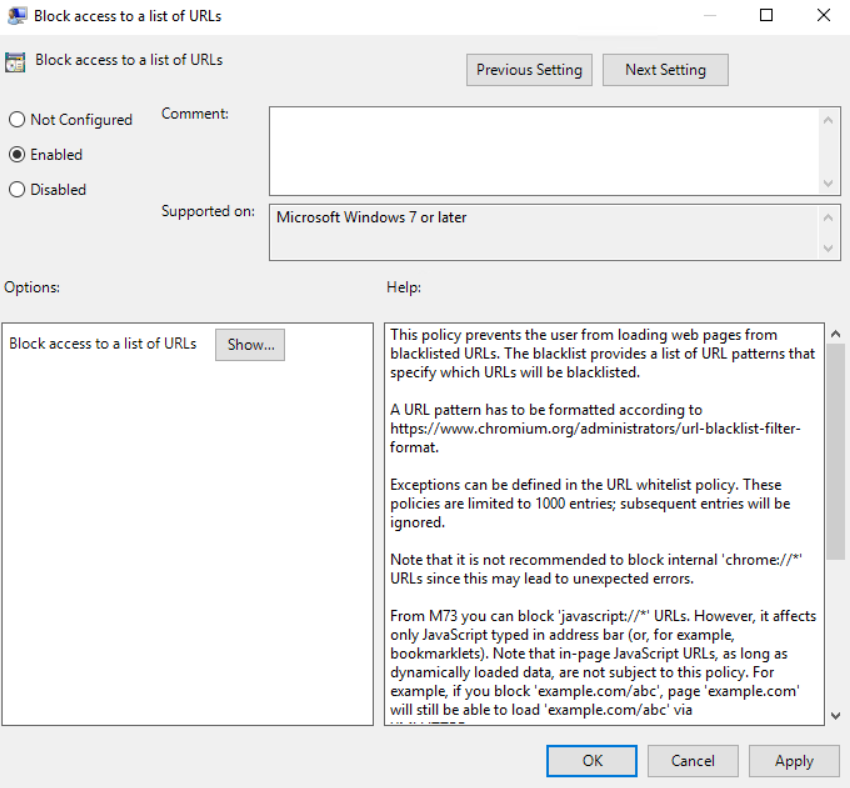 Block access to a list of URLs
Block access to a list of URLs
Previous Setting
Next Setting
Not Configured
Comment:
Enabled
Disabled
Supported on:
Microsoft Windows 7 or later
Options:
Help:
Block access to a list of URLs
Show...
This policy prevents the user from loading web pages from
blacklisted URLs. The blacklist provides a list of URL patterns that
specify which URLs will be blacklisted.
A URL pattern has to be formatted according to
https://www.chromium.org/administrators/url-blacklist-filter-
format.
Exceptions can be defined in the URL whitelist policy. These
policies are limited to 1000 entries; subsequent entries will be
ignored.
Note that it is not recommended to block internal 'chrome://*'
URLs since this may lead to unexpected errors.
From M73 you can block 'javascript://*' URLs. However, it affects
only JavaScript typed in address bar (or, for example,
bookmarklets). Note that in-page JavaScript URLs, as long as
dynamically loaded data, are not subject to this policy. For
example, if you block 'example.com/abc', page 'example.com'
will still be able to load 'example.com/abc' via
OK
Cancel
Apply